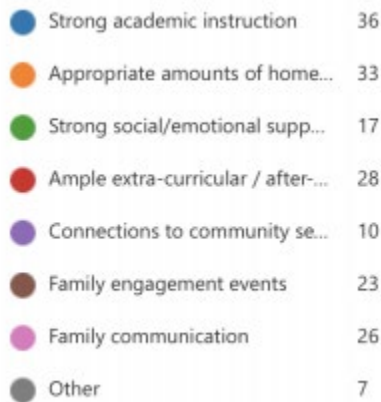 Strong academic instruction 36
Appropriate amounts of home... 33
Strong social/emotional supp... 17
Ample extra-curricular / after-... 28
Connections to community se... 10
Family engagement events 23
Family communication 26
Other 7